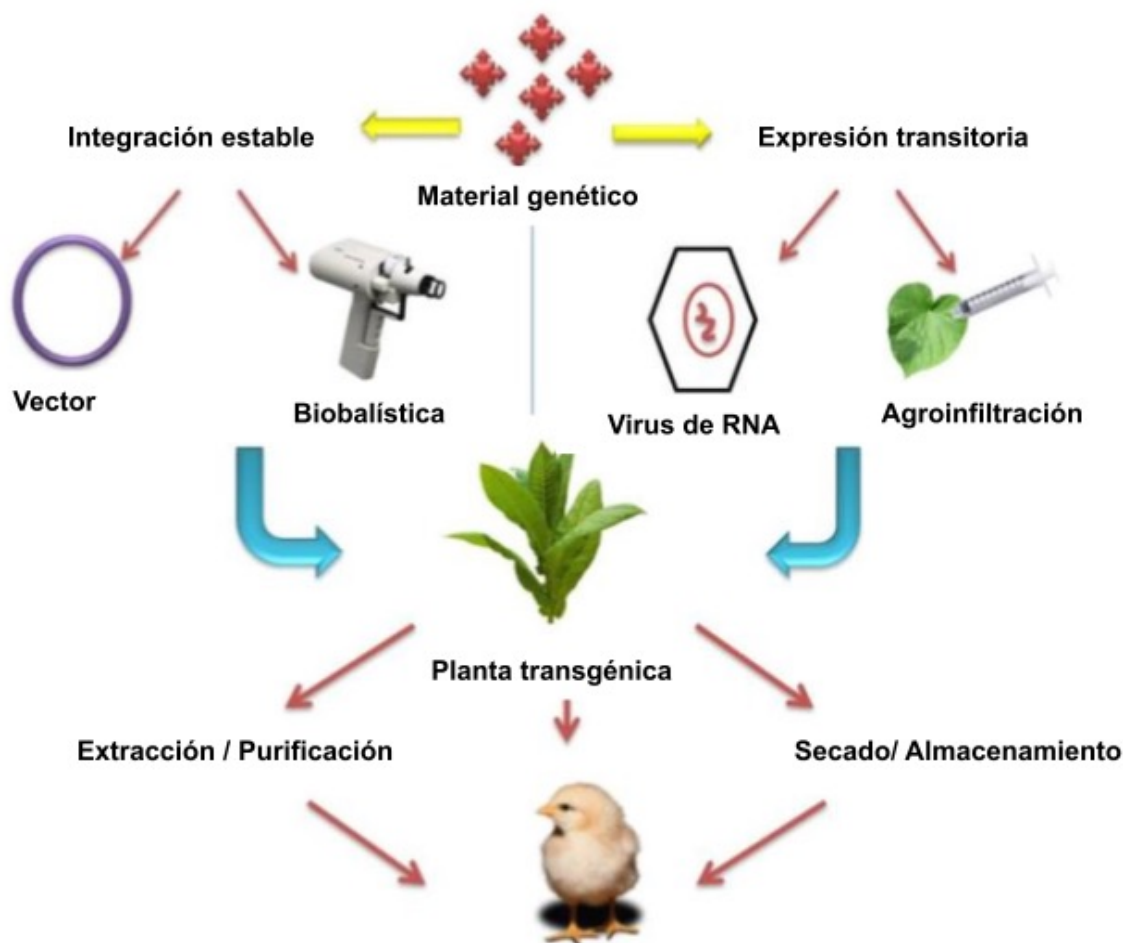 Integración estable
Expresión transitoria
Material genético
Vector
Biobalística
Virus de RNA
Agroinfiltración
Planta transgénica
Extracción / Purificación
Secado/ Almacenamiento